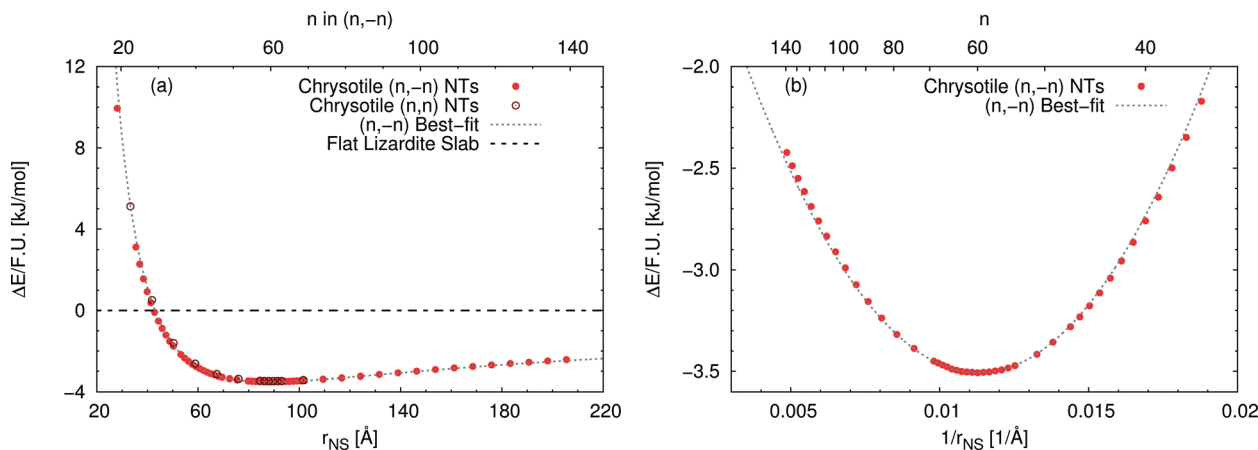 n in (n,−n)
20 60 100 140
12
8
4
0
−4
ΔE/F.U. [kJ/mol]
(a)
Chrysotile (n,−n) NTs
Chrysotile (n,n) NTs
(n,−n) Best−fit
Flat Lizardite Slab
20 60 100 140 180 220
rNS [Å]
n
140 100 80 60 40
−2.0
−2.5
−3.0
−3.5
ΔE/F.U. [kJ/mol]
Chrysotile (n,−n) NTs
(b)
(n,−n) Best−fit
0.005 0.01 0.015 0.02
1/rNS [1/Å]